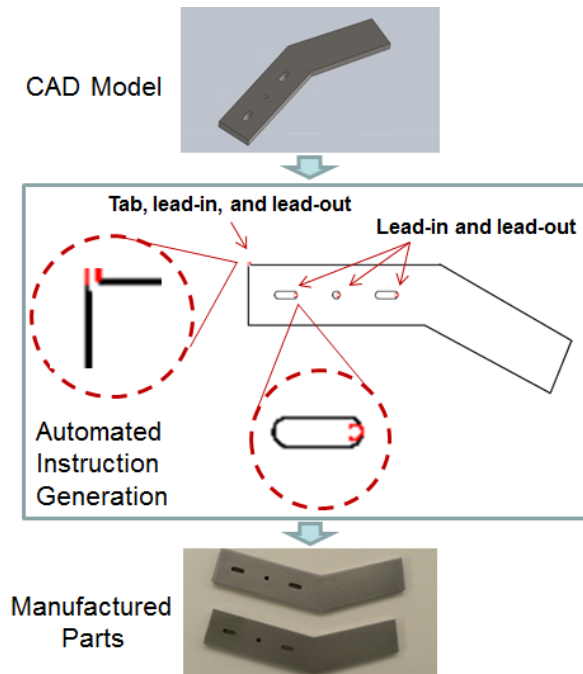 CAD Model
Tab, lead-in, and lead-out
Lead-in and lead-out
Automated
Instruction
Generation
Manufactured
Parts